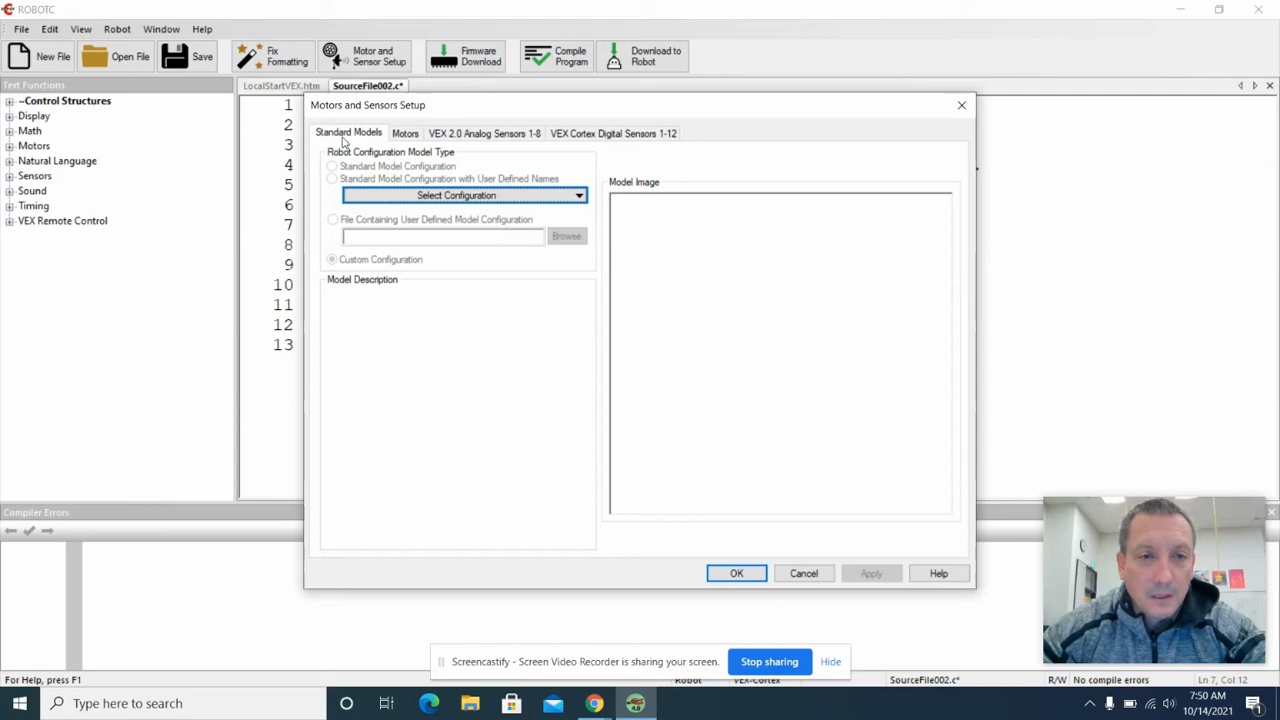 ROBOTC
File Edit View Robot Window Help
New File Open File Save Fix Formatting Motor and Sensor Setup Firmware Download Compile Program Download to Robot
Text Functions LocalStartVEX.htm SourceFile002.c*
~Control Structures
Display
Math
Motors
Natural Language
Sensors
Sound
Timing
VEX Remote Control
1
2
3
4
5
6
7
8
9
10
11
12
13
Motors and Sensors Setup
Standard Models Motors VEX 2.0 Analog Sensors 1-8 VEX Cortex Digital Sensors 1-12
Robot Configuration Model Type
Standard Model Configuration
Standard Model Configuration with User Defined Names
Select Configuration
File Containing User Defined Model Configuration
Browse
Custom Configuration
Model Description
Model Image
OK Cancel Apply Help
Compiler Errors
Screencastify - Screen Video Recorder is sharing your screen. Stop sharing Hide
For Help, press F1 Robot VEX-Cortex SourceFile002.c* R/W No compile errors Ln 7, Col 12
Type here to search
7:50 AM
10/14/2021
1